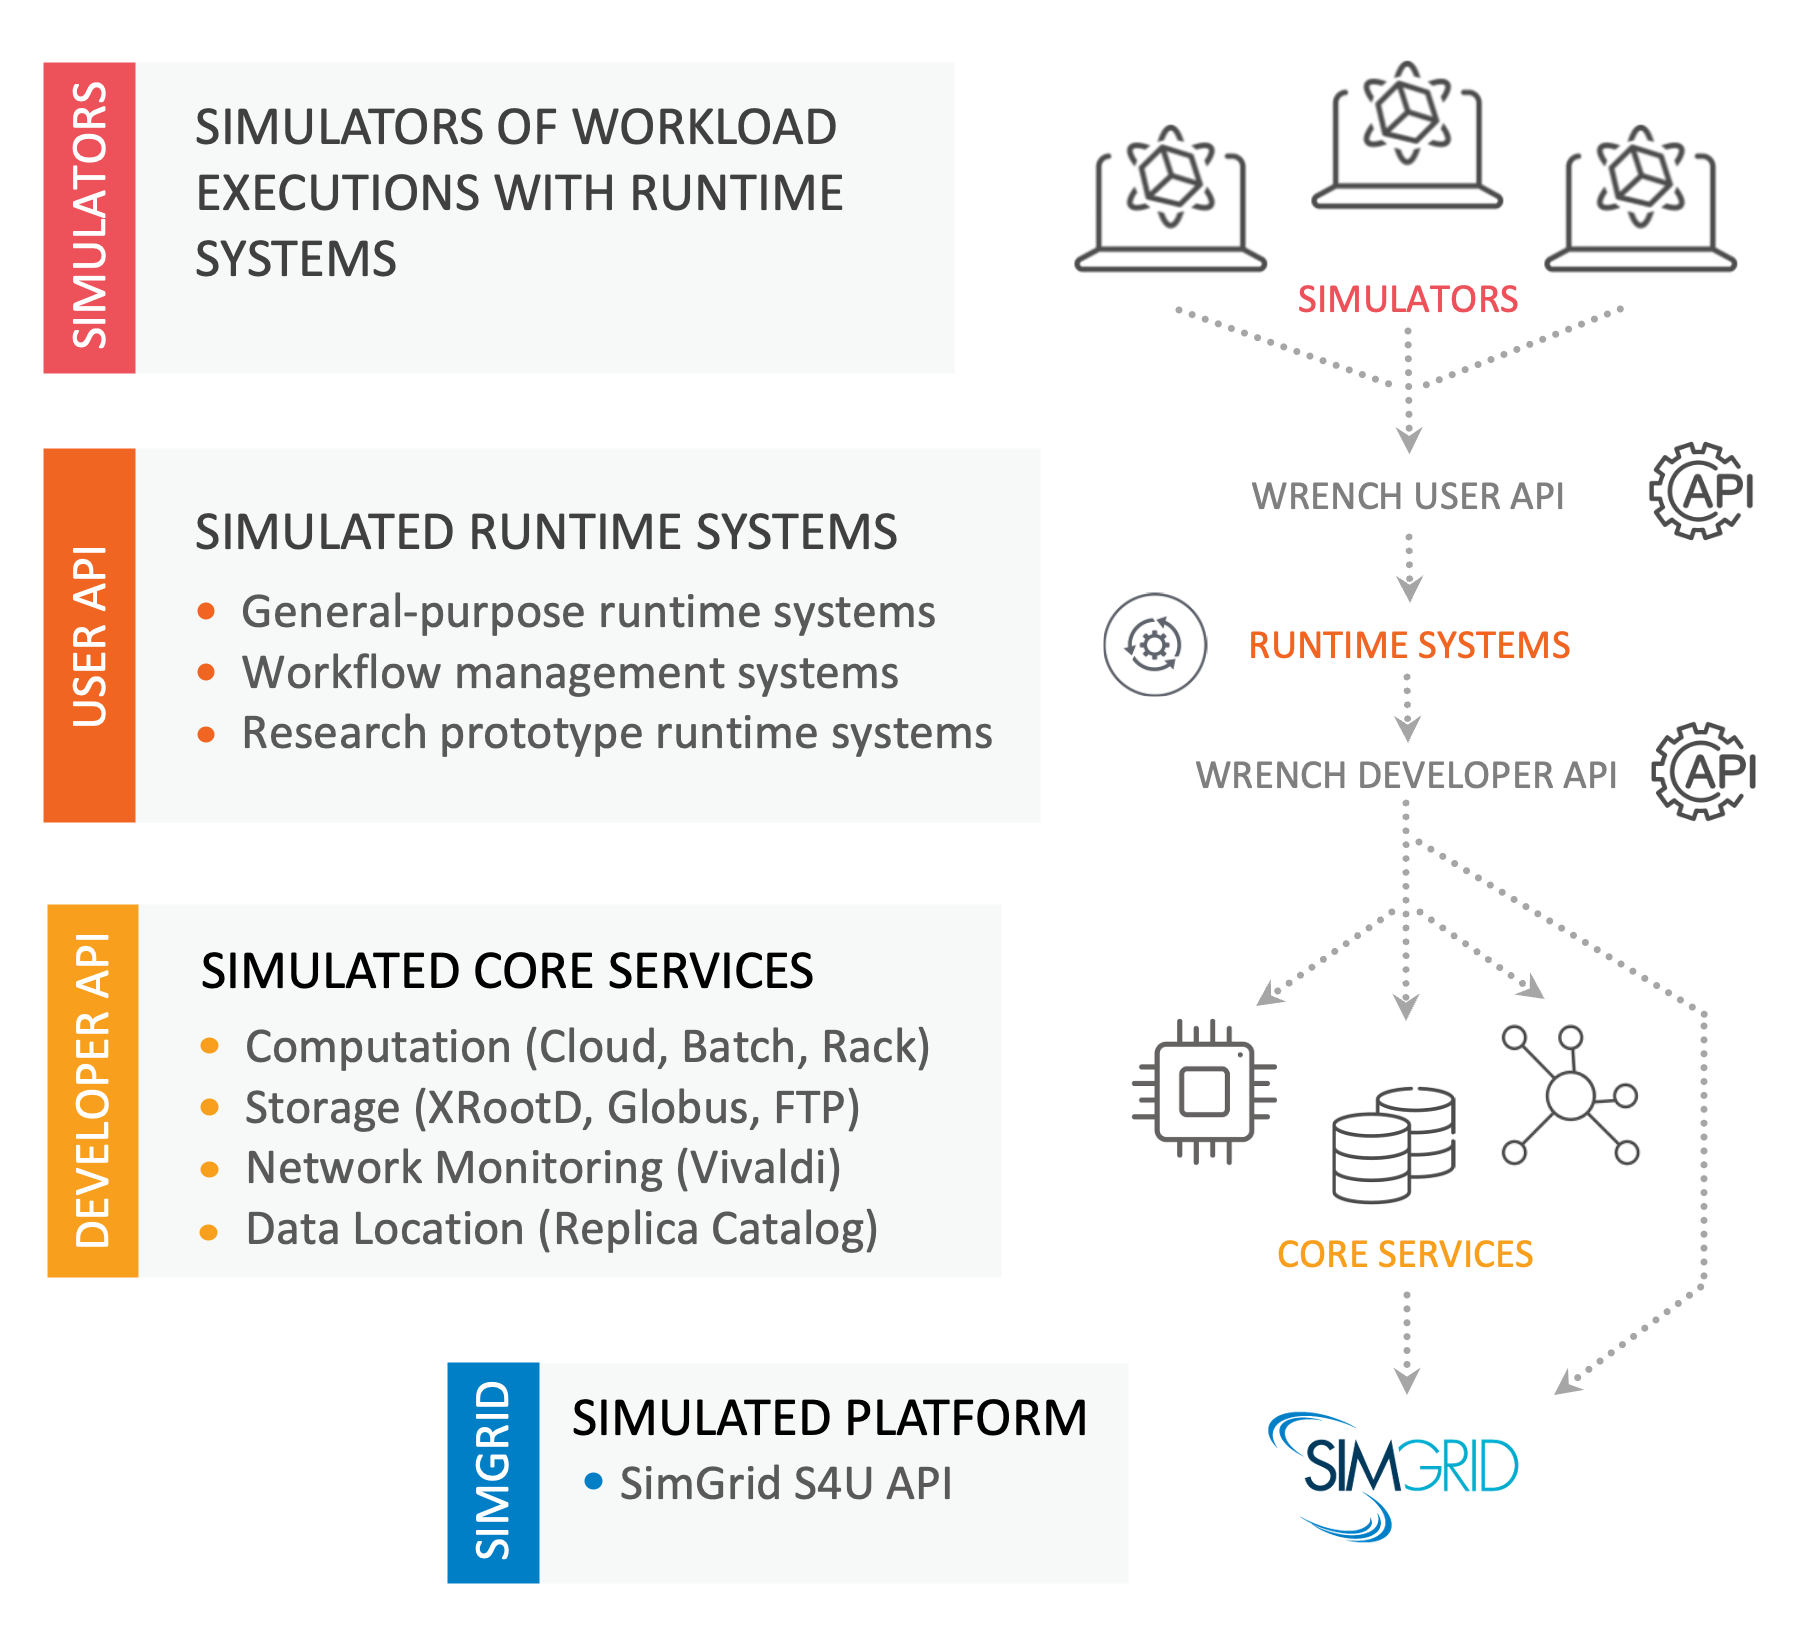 SIMULATORS
SIMULATORS OF WORKLOAD
EXECUTIONS WITH RUNTIME
SYSTEMS
SIMULATORS
USER API
SIMULATED RUNTIME SYSTEMS
• General-purpose runtime systems
• Workflow management systems
• Research prototype runtime systems
WRENCH USER API
API
RUNTIME SYSTEMS
WRENCH DEVELOPER API
API
DEVELOPER API
SIMULATED CORE SERVICES
• Computation (Cloud, Batch, Rack)
• Storage (XRootD, Globus, FTP)
• Network Monitoring (Vivaldi)
• Data Location (Replica Catalog)
CORE SERVICES
SIMGRID
SIMULATED PLATFORM
• SimGrid S4U API
SIMGRID